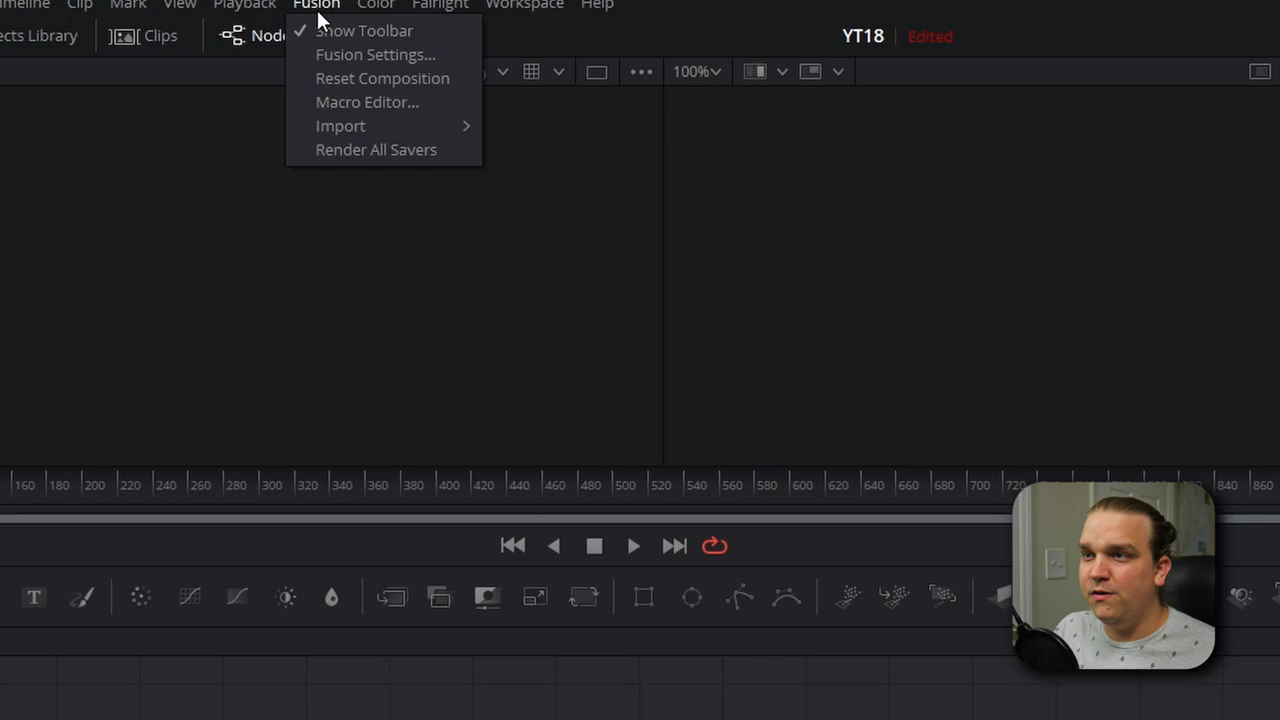 imeline Clip Mark View Playback Fusion Color Fairlight Workspace Help
ects Library Clips Node YT18 Edited
Show Toolbar
Fusion Settings...
Reset Composition
Macro Editor...
Import
Render All Savers
100%
160 180 200 220 240 260 280 300 320 340 360 380 400 420 440 460 480 500 520 540 560 580 600 620 640 660 680 700 720 840 860
T